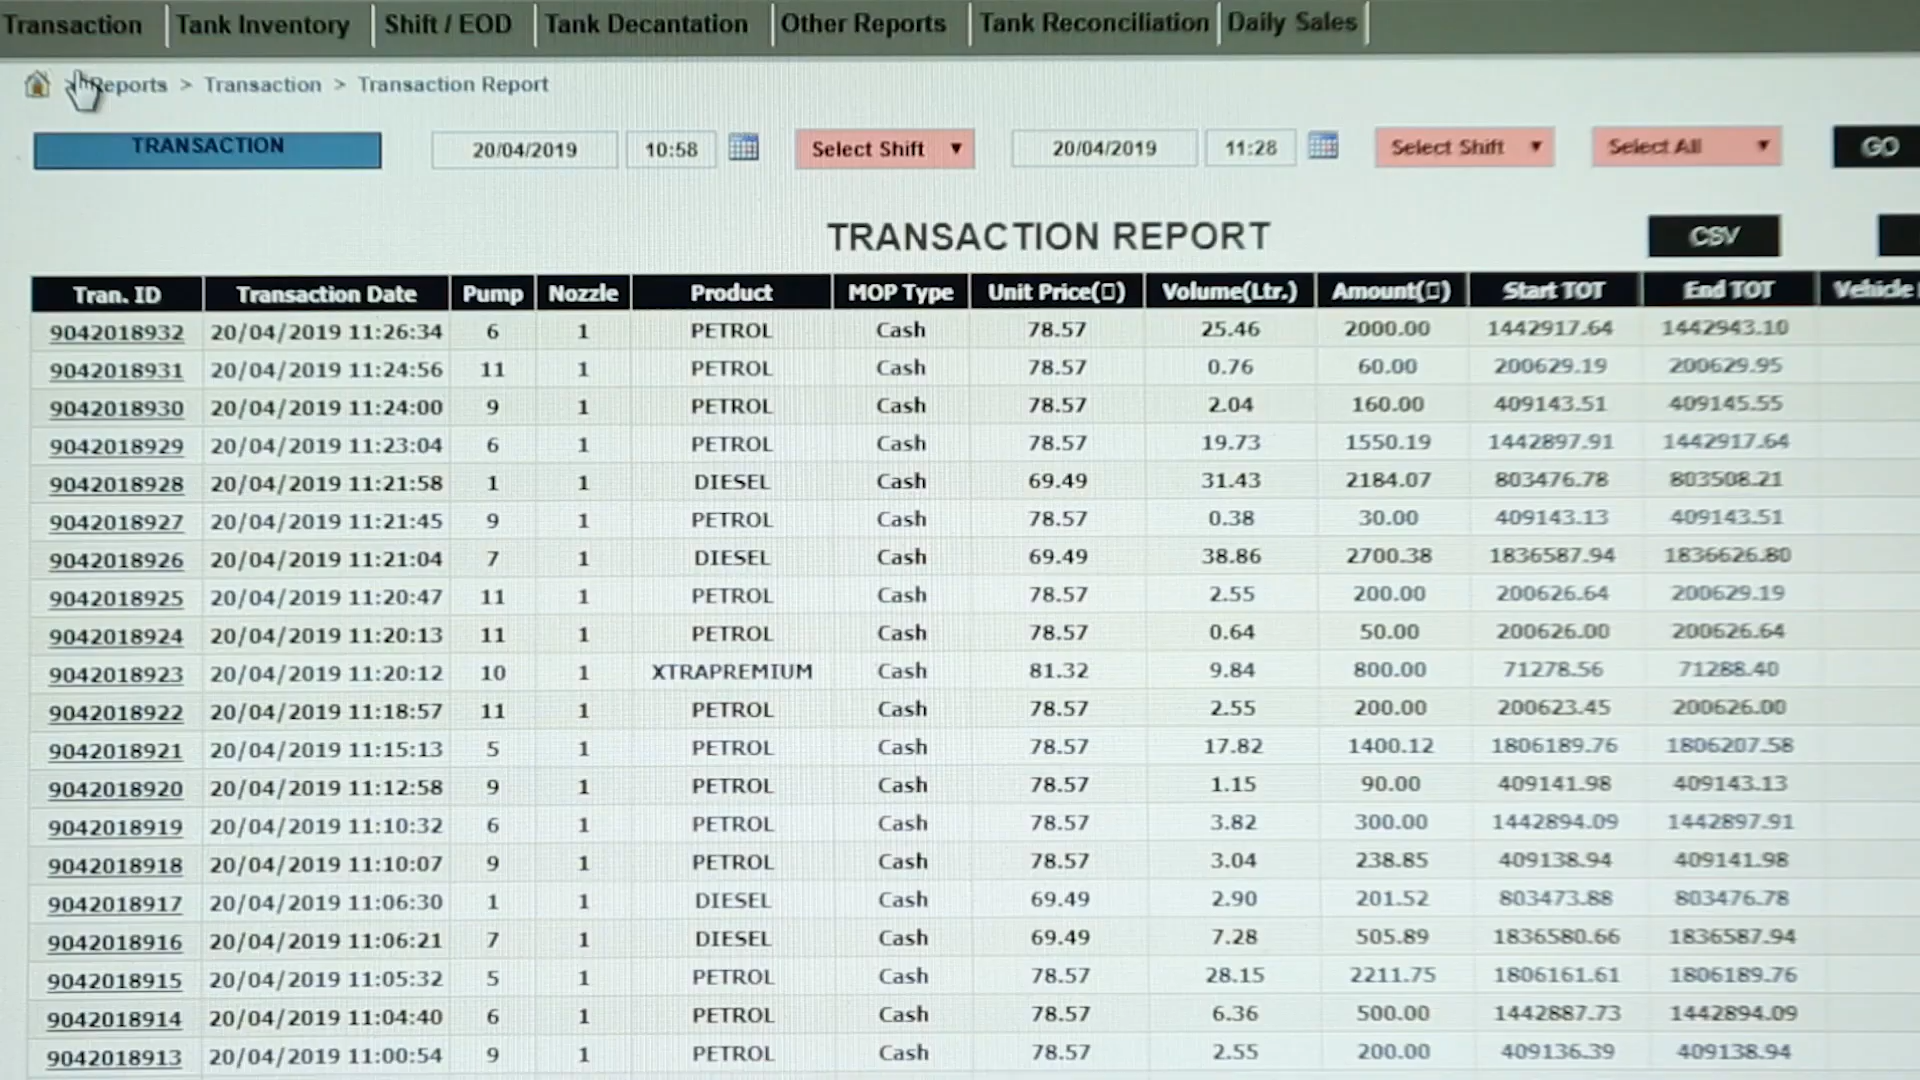 Transaction Tank Inventory Shift / EOD Tank Decantation Other Reports Tank Reconciliation Daily Sales
> Reports > Transaction > Transaction Report
TRANSACTION 20/04/2019 10:58 Select Shift 20/04/2019 11:28 Select Shift Select All GO
TRANSACTION REPORT CSV
Tran. ID Transaction Date Pump Nozzle Product MOP Type Unit Price(▯) Volume(Ltr.) Amount(▯) Start TOT End TOT Vehicle
9042018932 20/04/2019 11:26:34 6 1 PETROL Cash 78.57 25.46 2000.00 1442917.64 1442943.10
9042018931 20/04/2019 11:24:56 11 1 PETROL Cash 78.57 0.76 60.00 200629.19 200629.95
9042018930 20/04/2019 11:24:00 9 1 PETROL Cash 78.57 2.04 160.00 409143.51 409145.55
9042018929 20/04/2019 11:23:04 6 1 PETROL Cash 78.57 19.73 1550.19 1442897.91 1442917.64
9042018928 20/04/2019 11:21:58 1 1 DIESEL Cash 69.49 31.43 2184.07 803476.78 803508.21
9042018927 20/04/2019 11:21:45 9 1 PETROL Cash 78.57 0.38 30.00 409143.13 409143.51
9042018926 20/04/2019 11:21:04 7 1 DIESEL Cash 69.49 38.86 2700.38 1836587.94 1836626.80
9042018925 20/04/2019 11:20:47 11 1 PETROL Cash 78.57 2.55 200.00 200626.64 200629.19
9042018924 20/04/2019 11:20:13 11 1 PETROL Cash 78.57 0.64 50.00 200626.00 200626.64
9042018923 20/04/2019 11:20:12 10 1 XTRAPREMIUM Cash 81.32 9.84 800.00 71278.56 71288.40
9042018922 20/04/2019 11:18:57 11 1 PETROL Cash 78.57 2.55 200.00 200623.45 200626.00
9042018921 20/04/2019 11:15:13 5 1 PETROL Cash 78.57 17.82 1400.12 1806189.76 1806207.58
9042018920 20/04/2019 11:12:58 9 1 PETROL Cash 78.57 1.15 90.00 409141.98 409143.13
9042018919 20/04/2019 11:10:32 6 1 PETROL Cash 78.57 3.82 300.00 1442894.09 1442897.91
9042018918 20/04/2019 11:10:07 9 1 PETROL Cash 78.57 3.04 238.85 409138.94 409141.98
9042018917 20/04/2019 11:06:30 1 1 DIESEL Cash 69.49 2.90 201.52 803473.88 803476.78
9042018916 20/04/2019 11:06:21 7 1 DIESEL Cash 69.49 7.28 505.89 1836580.66 1836587.94
9042018915 20/04/2019 11:05:32 5 1 PETROL Cash 78.57 28.15 2211.75 1806161.61 1806189.76
9042018914 20/04/2019 11:04:40 6 1 PETROL Cash 78.57 6.36 500.00 1442887.73 1442894.09
9042018913 20/04/2019 11:00:54 9 1 PETROL Cash 78.57 2.55 200.00 409136.39 409138.94